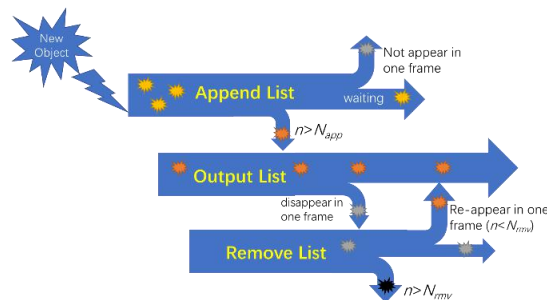 New
Object
Not appear in
one frame
Append List
waiting
n>Napp
Output List
disappear
in one frame
Re-appear in one
frame (n<Nrmv)
Remove List
n>Nrmv